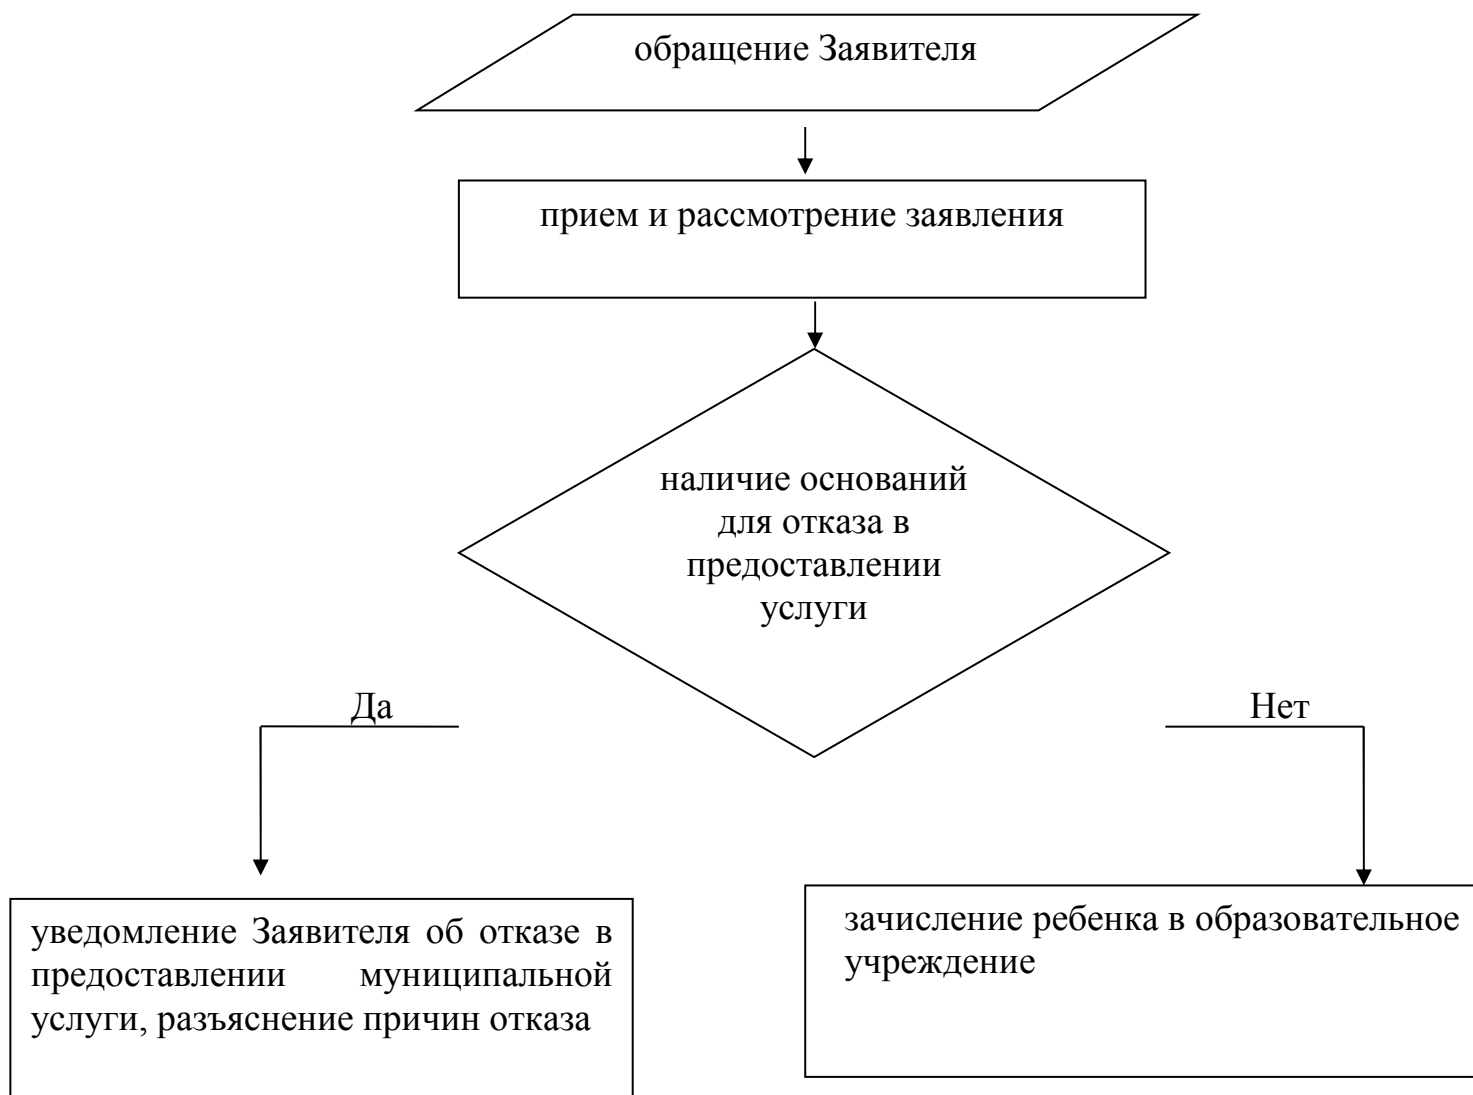 обращение Заявителя
прием и рассмотрение заявления
наличие оснований
для отказа в
предоставлении
услуги
Да
Нет
уведомление Заявителя об отказе в
предоставлении муниципальной
услуги, разъяснение причин отказа
зачисление ребенка в образовательное
учреждение